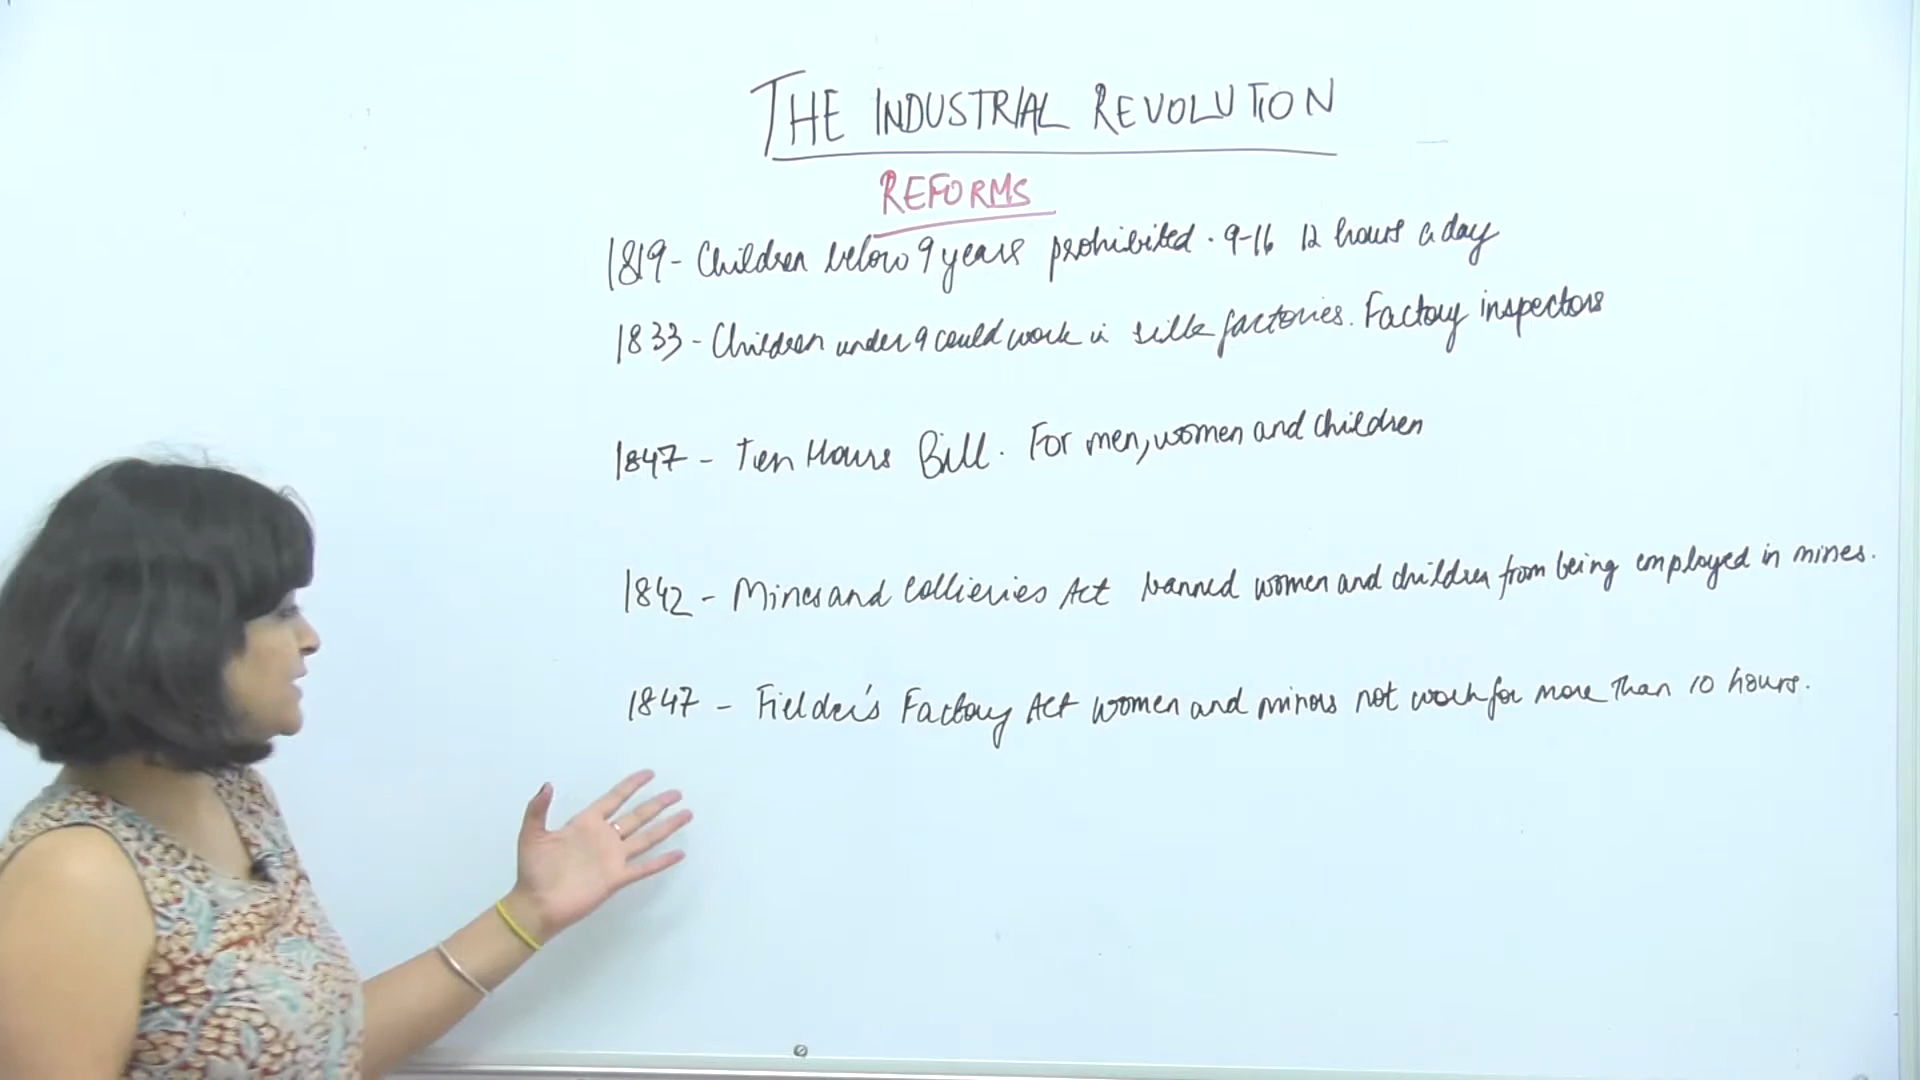 THE INDUSTRIAL REVOLUTION
REFORMS
1819 - Children below 9 years prohibited. 9-16 12 hours a day
1833 - Children under 9 could work in silk factories. Factory inspectors
1847 - Ten Hours Bill. For men, women and children
1842 - Mines and Collieries Act banned women and children from being employed in mines.
1847 - Fielder's Factory Act women and minors not work for more than 10 hours.